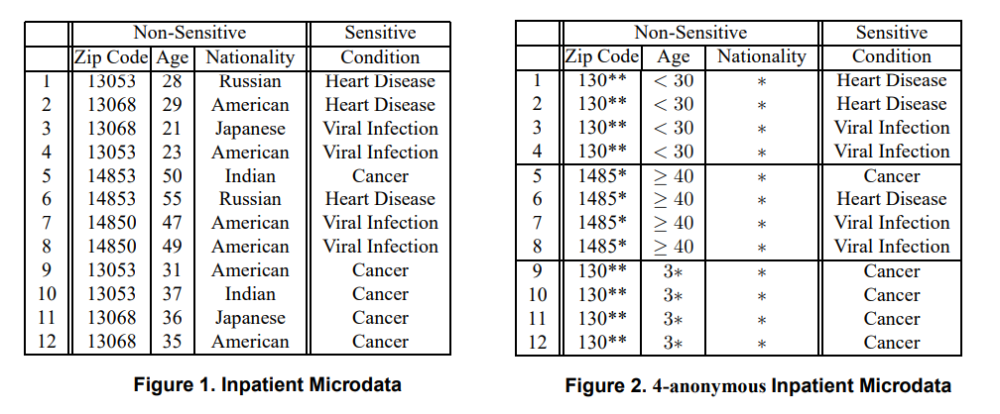 Non-Sensitive Sensitive
Zip Code Age Nationality Condition
1 13053 28 Russian Heart Disease
2 13068 29 American Heart Disease
3 13068 21 Japanese Viral Infection
4 13053 23 American Viral Infection
5 14853 50 Indian Cancer
6 14853 55 Russian Heart Disease
7 14850 47 American Viral Infection
8 14850 49 American Viral Infection
9 13053 31 American Cancer
10 13053 37 Indian Cancer
11 13068 36 Japanese Cancer
12 13068 35 American Cancer
Figure 1. Inpatient Microdata
Non-Sensitive Sensitive
Zip Code Age Nationality Condition
1 130** < 30 * Heart Disease
2 130** < 30 * Heart Disease
3 130** < 30 * Viral Infection
4 130** < 30 * Viral Infection
5 1485* ≥ 40 * Cancer
6 1485* ≥ 40 * Heart Disease
7 1485* ≥ 40 * Viral Infection
8 1485* ≥ 40 * Viral Infection
9 130** 3* * Cancer
10 130** 3* * Cancer
11 130** 3* * Cancer
12 130** 3* * Cancer
Figure 2. 4-anonymous Inpatient Microdata